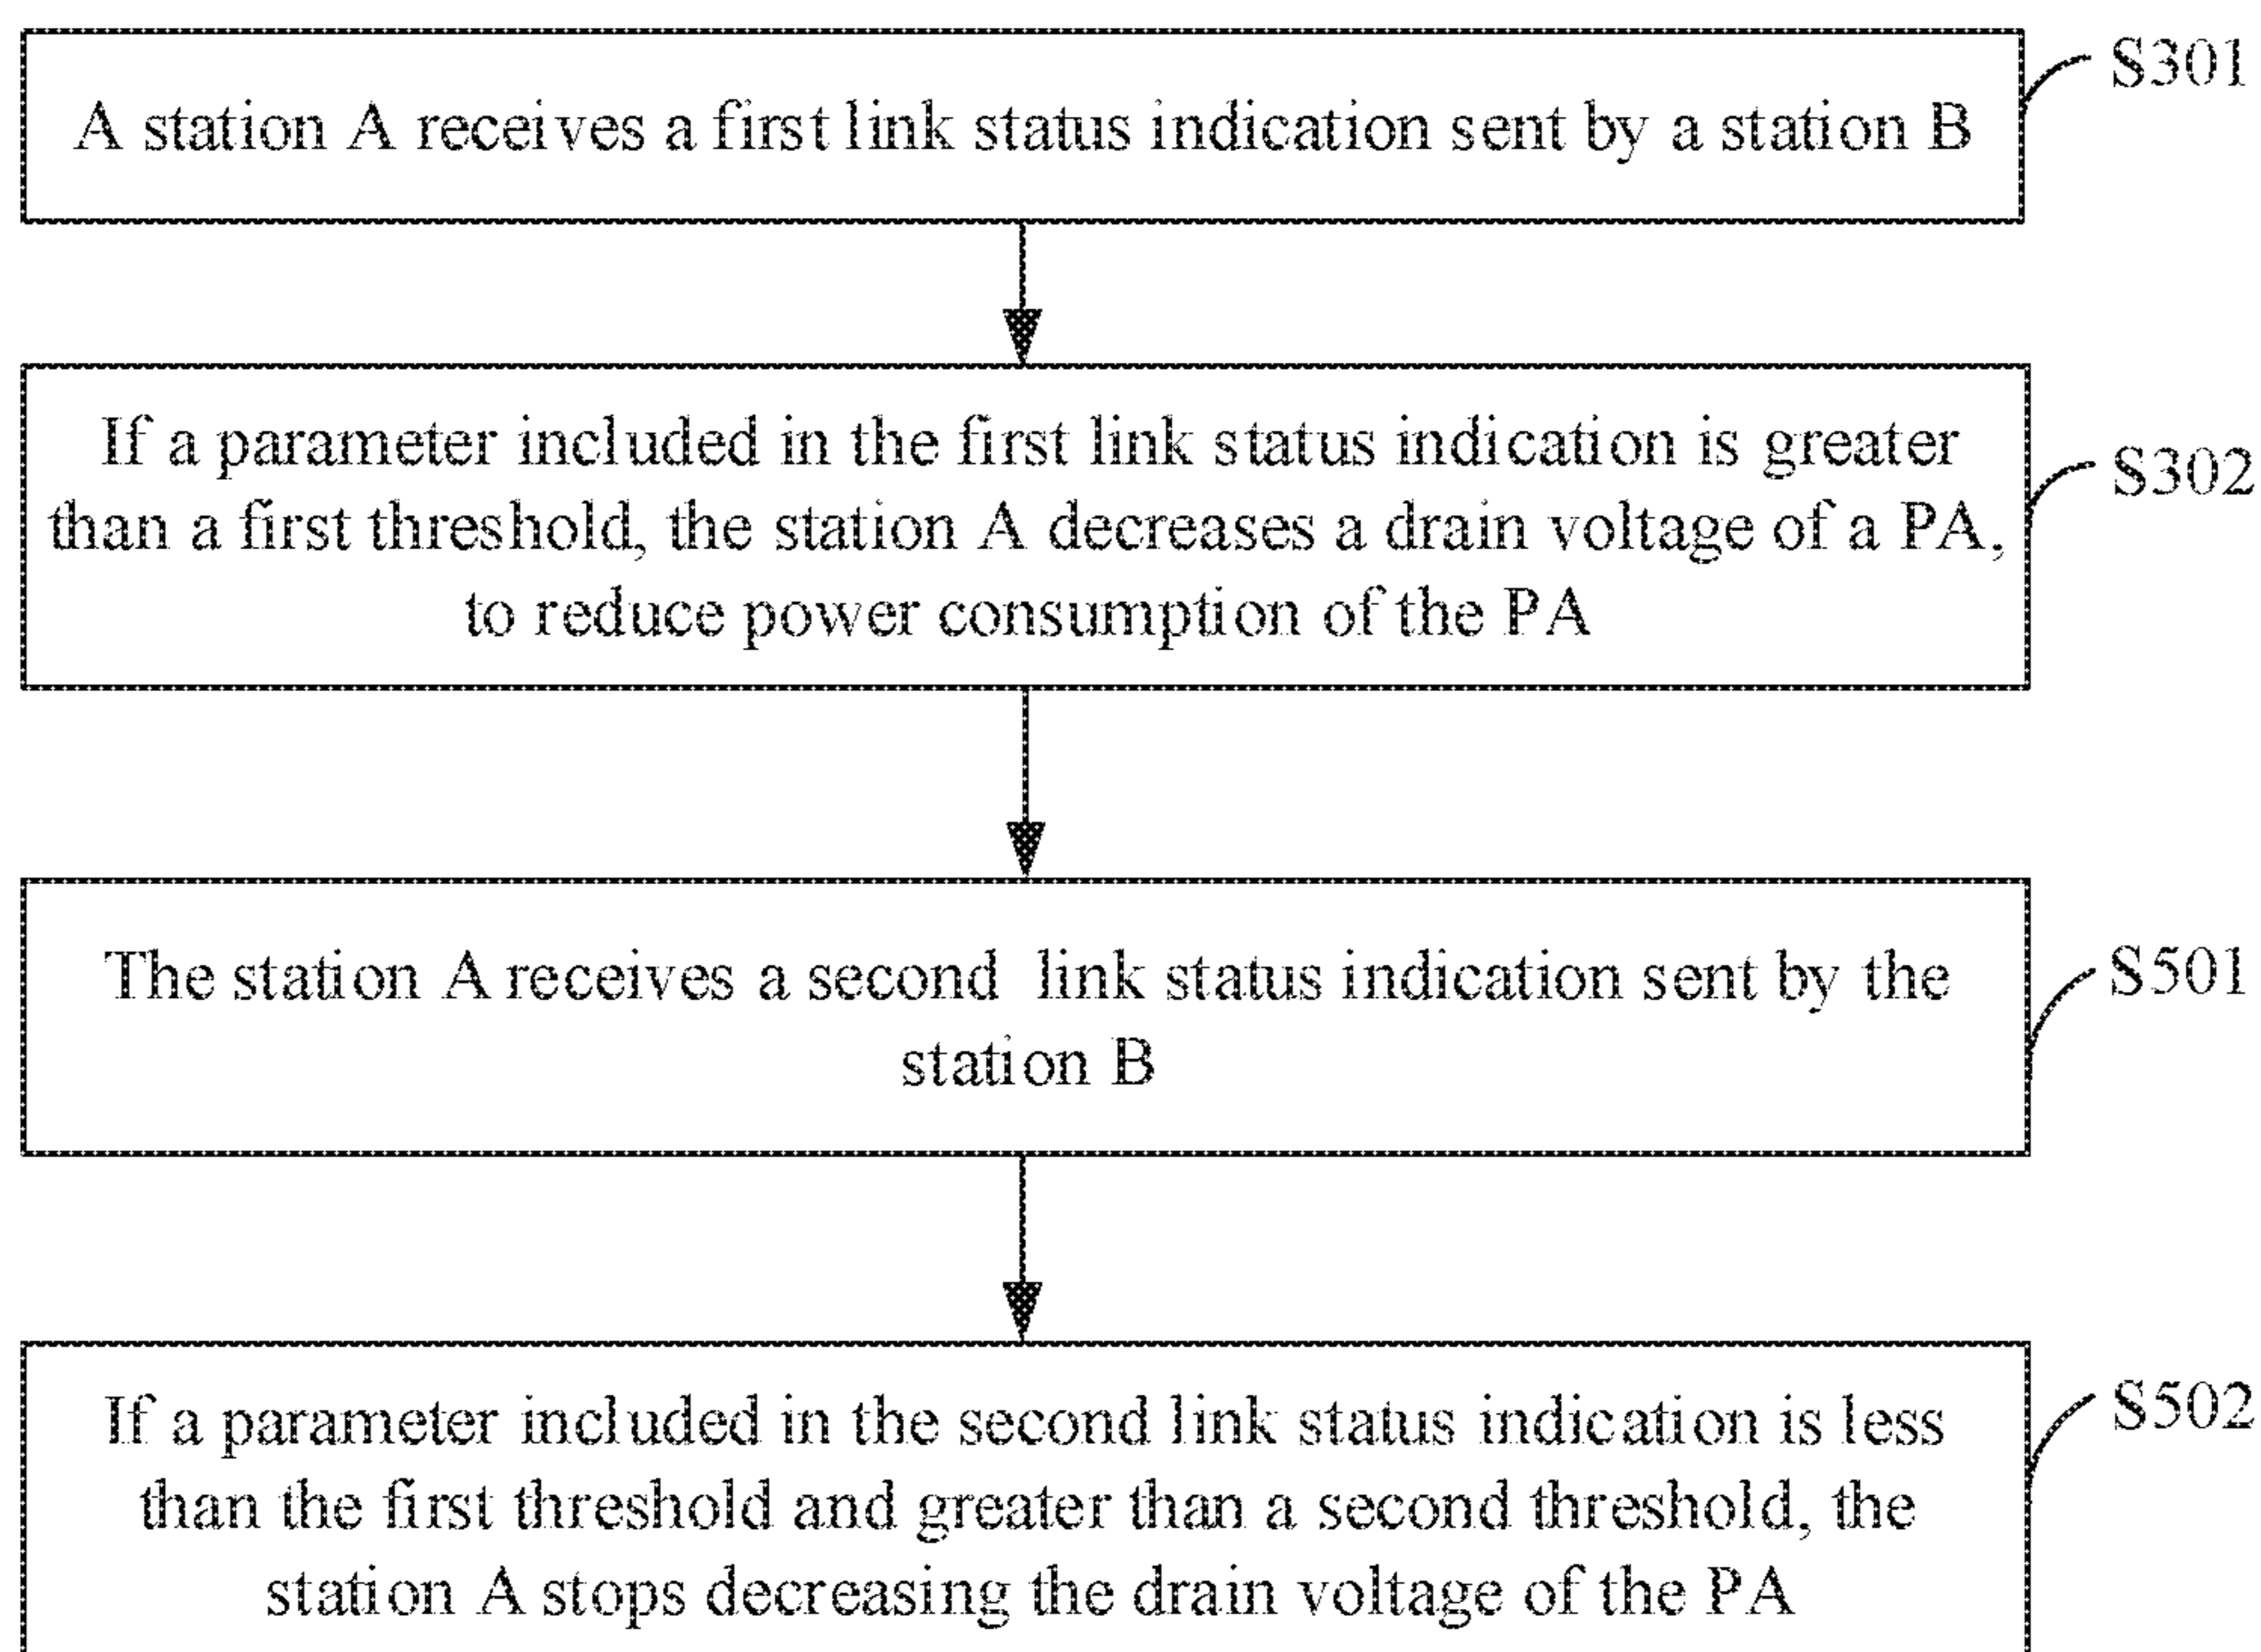 A station A receives a first link status indication sent by a station B
S301
If a parameter included in the first link status indication is greater
than a first threshold, the station A decreases a drain voltage of a PA,
to reduce power consumption of the PA
S302
The station A receives a second link status indication sent by the
station B
S501
If a parameter included in the second link status indication is less
than the first threshold and greater than a second threshold, the
station A stops decreasing the drain voltage of the PA
S502